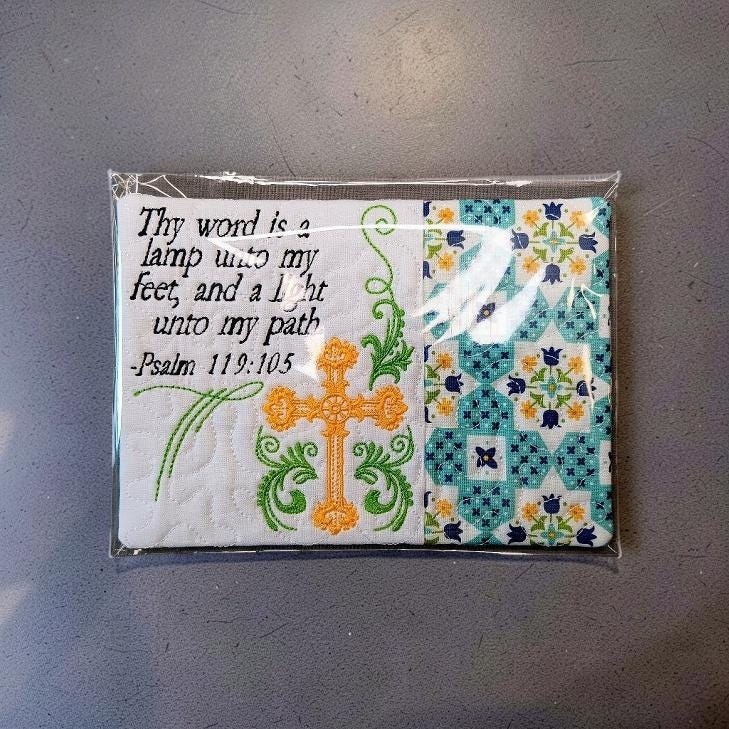 Thy word is a
lamp unto my
feet, and a light
unto my path
-Psalm 119:105